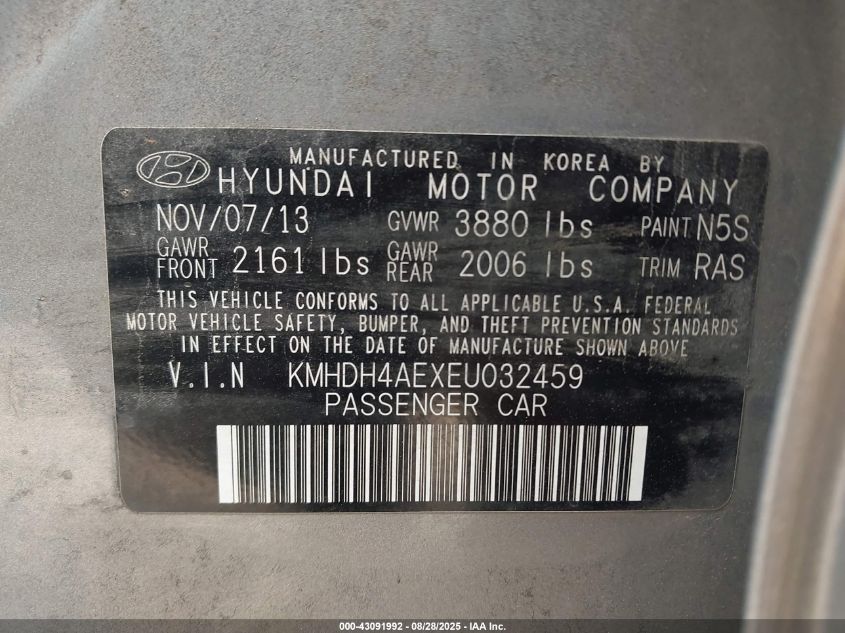 MANUFACTURED IN KOREA BY
HYUNDAI MOTOR COMPANY
NOV/07/13 GVWR 3880 lbs PAINT N5S
GAWR FRONT 2161 lbs GAWR REAR 2006 lbs TRIM RAS
THIS VEHICLE CONFORMS TO ALL APPLICABLE U.S.A. FEDERAL
MOTOR VEHICLE SAFETY, BUMPER, AND THEFT PREVENTION STANDARDS
IN EFFECT ON THE DATE OF MANUFACTURE SHOWN ABOVE
V.I.N KMHDH4AEXEU032459
PASSENGER CAR
000-43091992 - 08/28/2025 - IAA Inc.